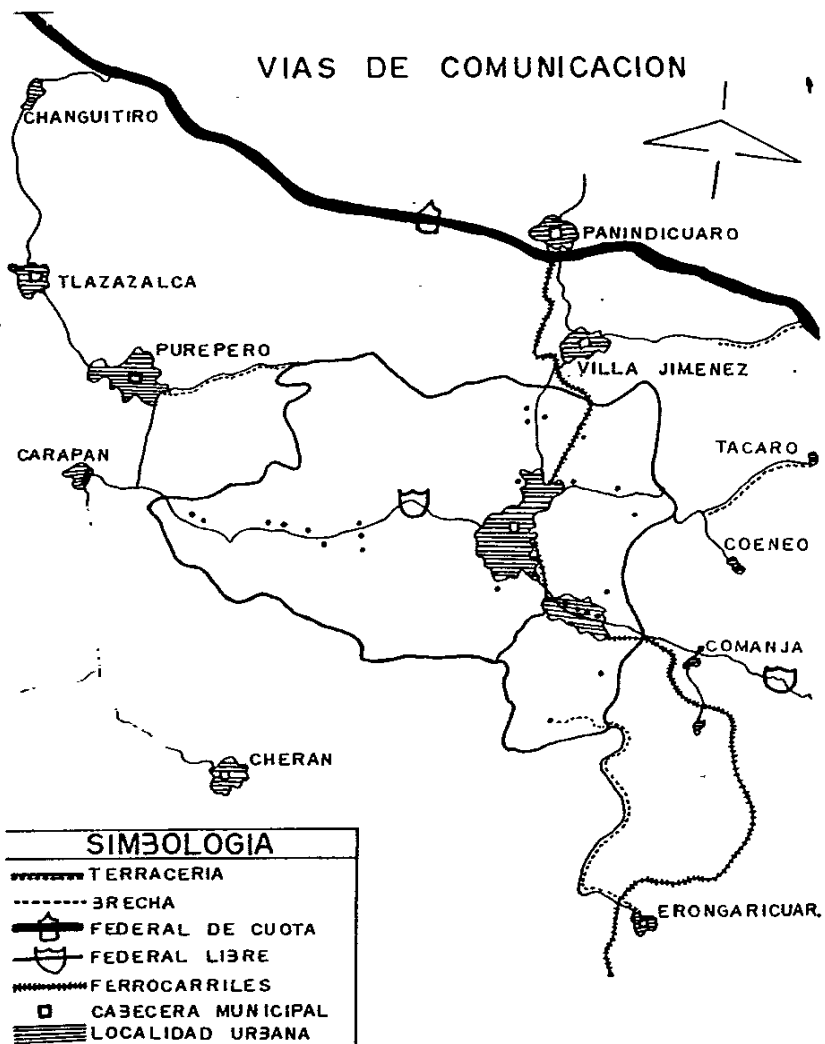 VIAS DE COMUNICACION
CHANGUITIRO
PANINDICUARO
TLAZAZALCA
PUREPERO
VILLA JIMENEZ
CARAPAN
TACARO
COENEO
COMANJA
CHERAN
ERONGARICUAR.
SIMBOLOGIA
TERRACERIA
BRECHA
FEDERAL DE CUOTA
FEDERAL LIBRE
FERROCARRILES
CABECERA MUNICIPAL
LOCALIDAD URBANA